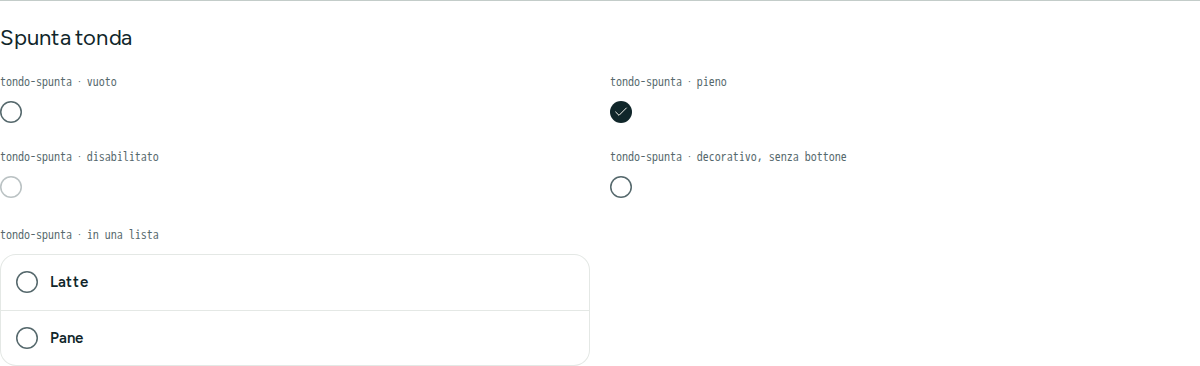 Spunta tonda
tondo-spunta · vuoto
tondo-spunta · pieno
tondo-spunta · disabilitato
tondo-spunta · decorativo, senza bottone
tondo-spunta · in una lista
Latte
Pane